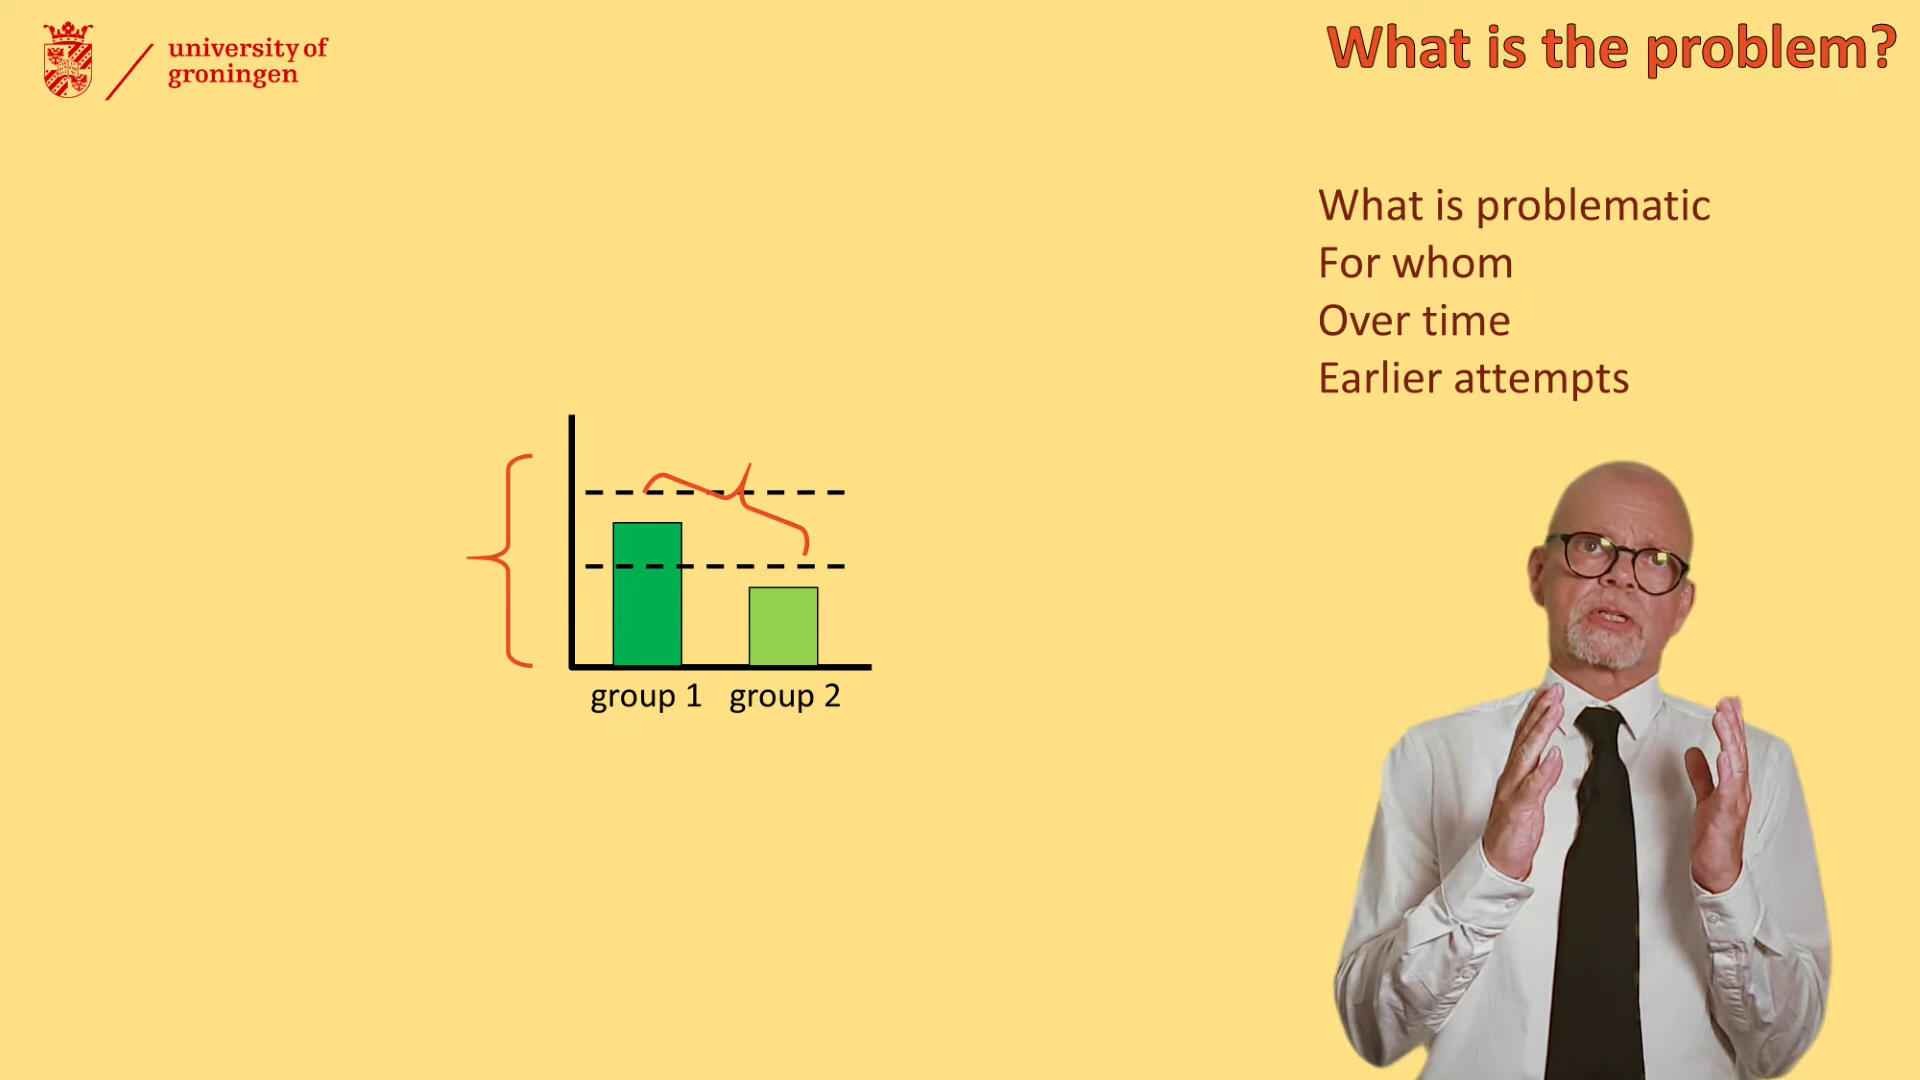 university of
groningen
What is the problem?
What is problematic
For whom
Over time
Earlier attempts
group 1 group 2